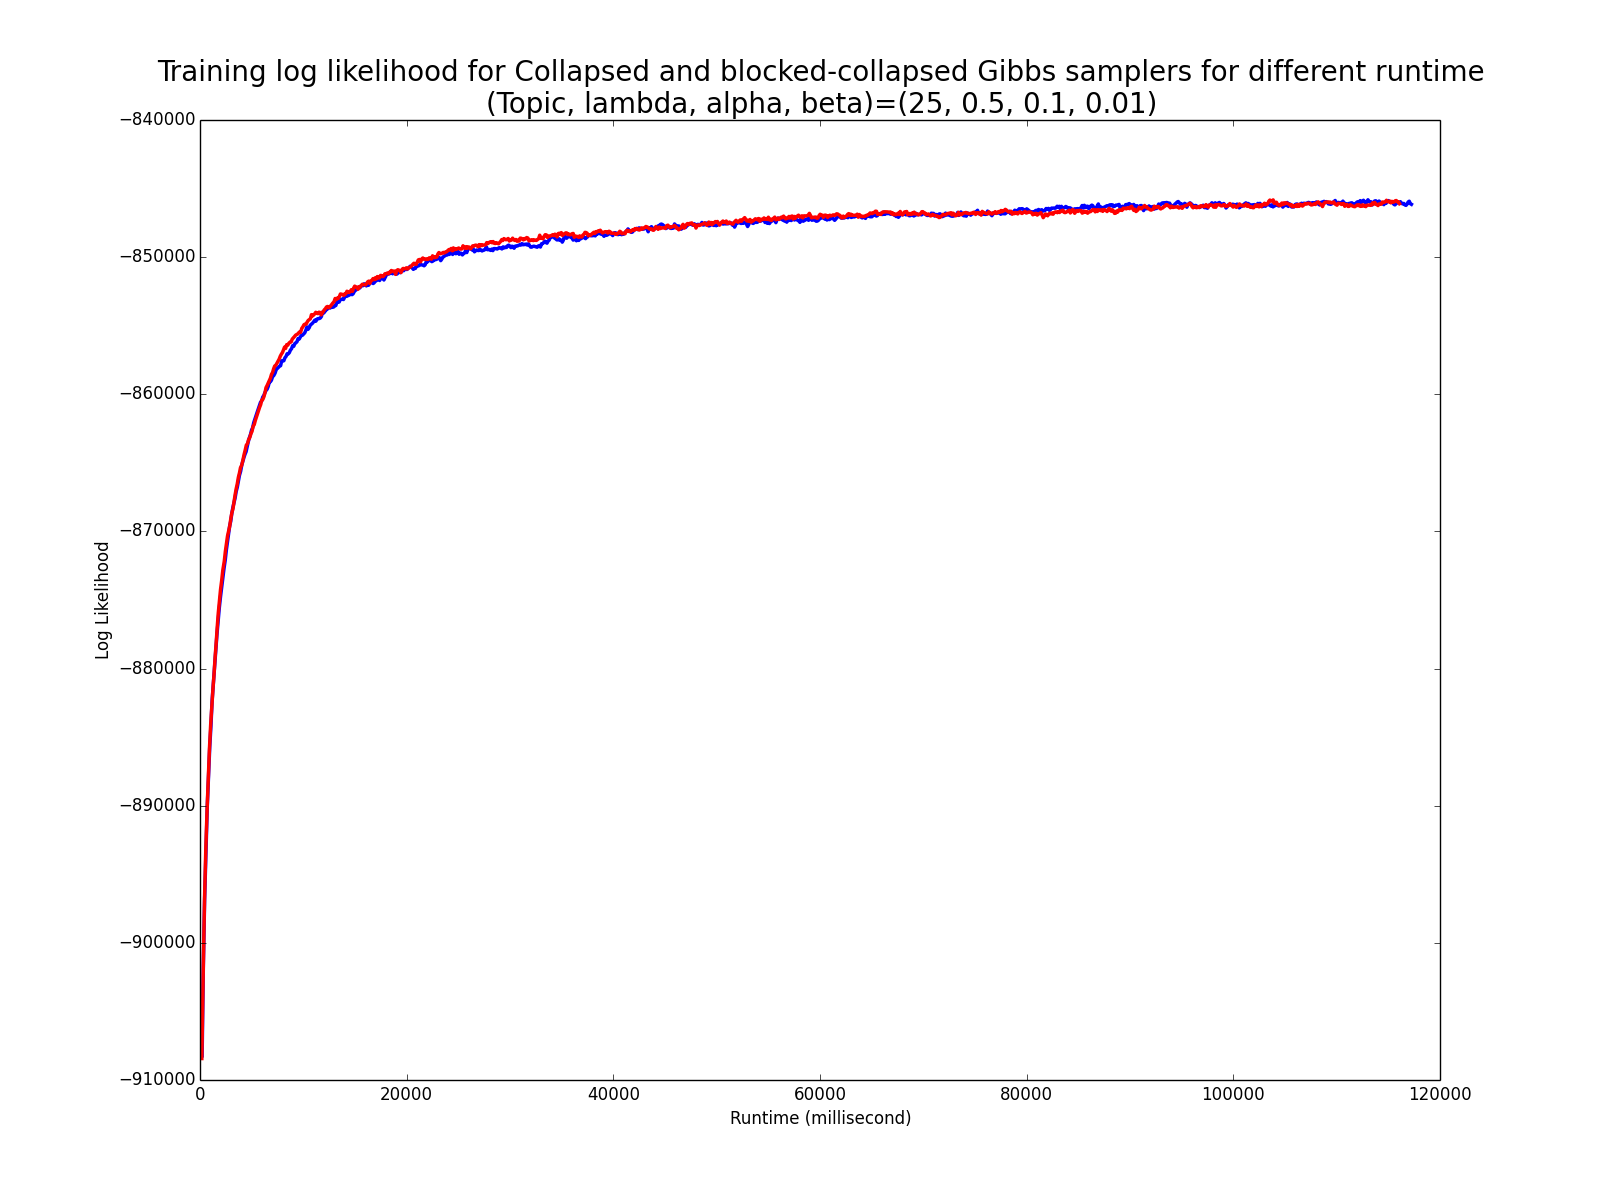 Training log likelihood for Collapsed and blocked-collapsed Gibbs samplers for different runtime
(Topic, lambda, alpha, beta)=(25, 0.5, 0.1, 0.01)
−840000
−850000
−860000
−870000
−880000
−890000
−900000
−910000
Log Likelihood
0 20000 40000 60000 80000 100000 120000
Runtime (millisecond)